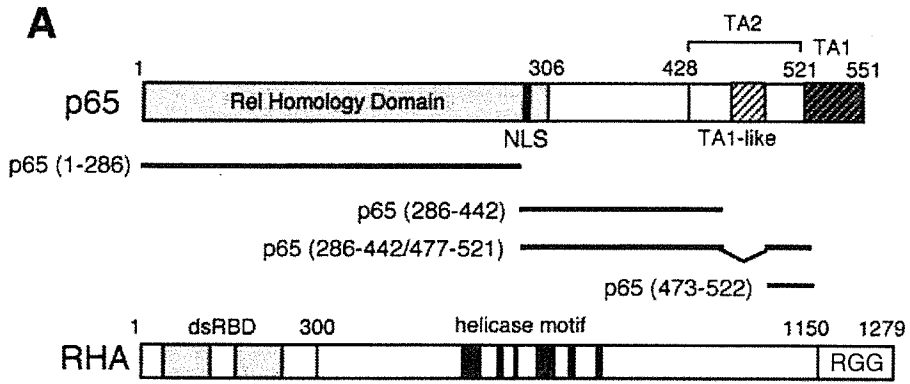 A
TA2
TA1
1 306 428 521 551
p65 Rel Homology Domain
NLS TA1-like
p65 (1-286)
p65 (286-442)
p65 (286-442/477-521)
p65 (473-522)
1 dsRBD 300 helicase motif 1150 1279
RHA RGG